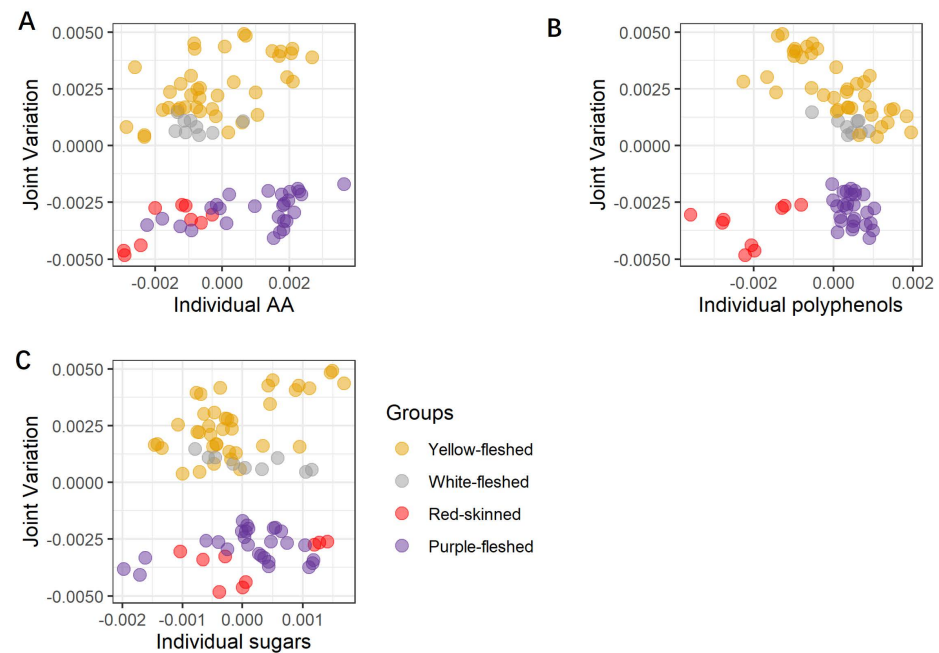 A
0.0050
0.0025
0.0000
-0.0025
-0.0050
Joint Variation
-0.002 0.000 0.002
Individual AA
B
0.0050
0.0025
0.0000
-0.0025
-0.0050
Joint Variation
-0.002 0.000 0.002
Individual polyphenols
C
0.0050
0.0025
0.0000
-0.0025
-0.0050
Joint Variation
-0.002 -0.001 0.000 0.001
Individual sugars
Groups
Yellow-fleshed
White-fleshed
Red-skinned
Purple-fleshed